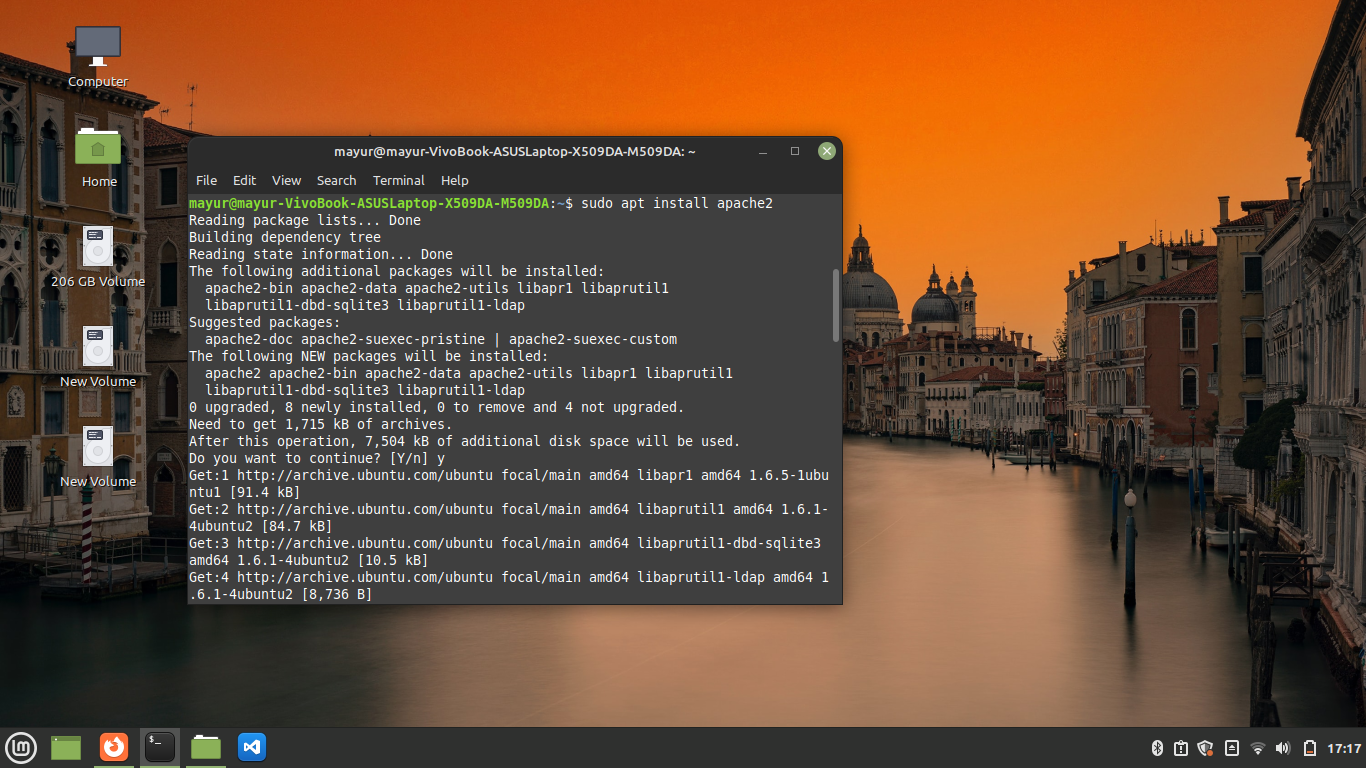 Computer
Home
206 GB Volume
New Volume
New Volume
mayur@mayur-VivoBook-ASUSLaptop-X509DA-M509DA: ~
File Edit View Search Terminal Help
mayur@mayur-VivoBook-ASUSLaptop-X509DA-M509DA:~$ sudo apt install apache2
Reading package lists... Done
Building dependency tree
Reading state information... Done
The following additional packages will be installed:
  apache2-bin apache2-data apache2-utils libapr1 libaprutil1
  libaprutil1-dbd-sqlite3 libaprutil1-ldap
Suggested packages:
  apache2-doc apache2-suexec-pristine | apache2-suexec-custom
The following NEW packages will be installed:
  apache2 apache2-bin apache2-data apache2-utils libapr1 libaprutil1
  libaprutil1-dbd-sqlite3 libaprutil1-ldap
0 upgraded, 8 newly installed, 0 to remove and 4 not upgraded.
Need to get 1,715 kB of archives.
After this operation, 7,504 kB of additional disk space will be used.
Do you want to continue? [Y/n] y
Get:1 http://archive.ubuntu.com/ubuntu focal/main amd64 libapr1 amd64 1.6.5-1ubu
ntu1 [91.4 kB]
Get:2 http://archive.ubuntu.com/ubuntu focal/main amd64 libaprutil1 amd64 1.6.1-
4ubuntu2 [84.7 kB]
Get:3 http://archive.ubuntu.com/ubuntu focal/main amd64 libaprutil1-dbd-sqlite3
amd64 1.6.1-4ubuntu2 [10.5 kB]
Get:4 http://archive.ubuntu.com/ubuntu focal/main amd64 libaprutil1-ldap amd64 1
.6.1-4ubuntu2 [8,736 B]
$_
17:17